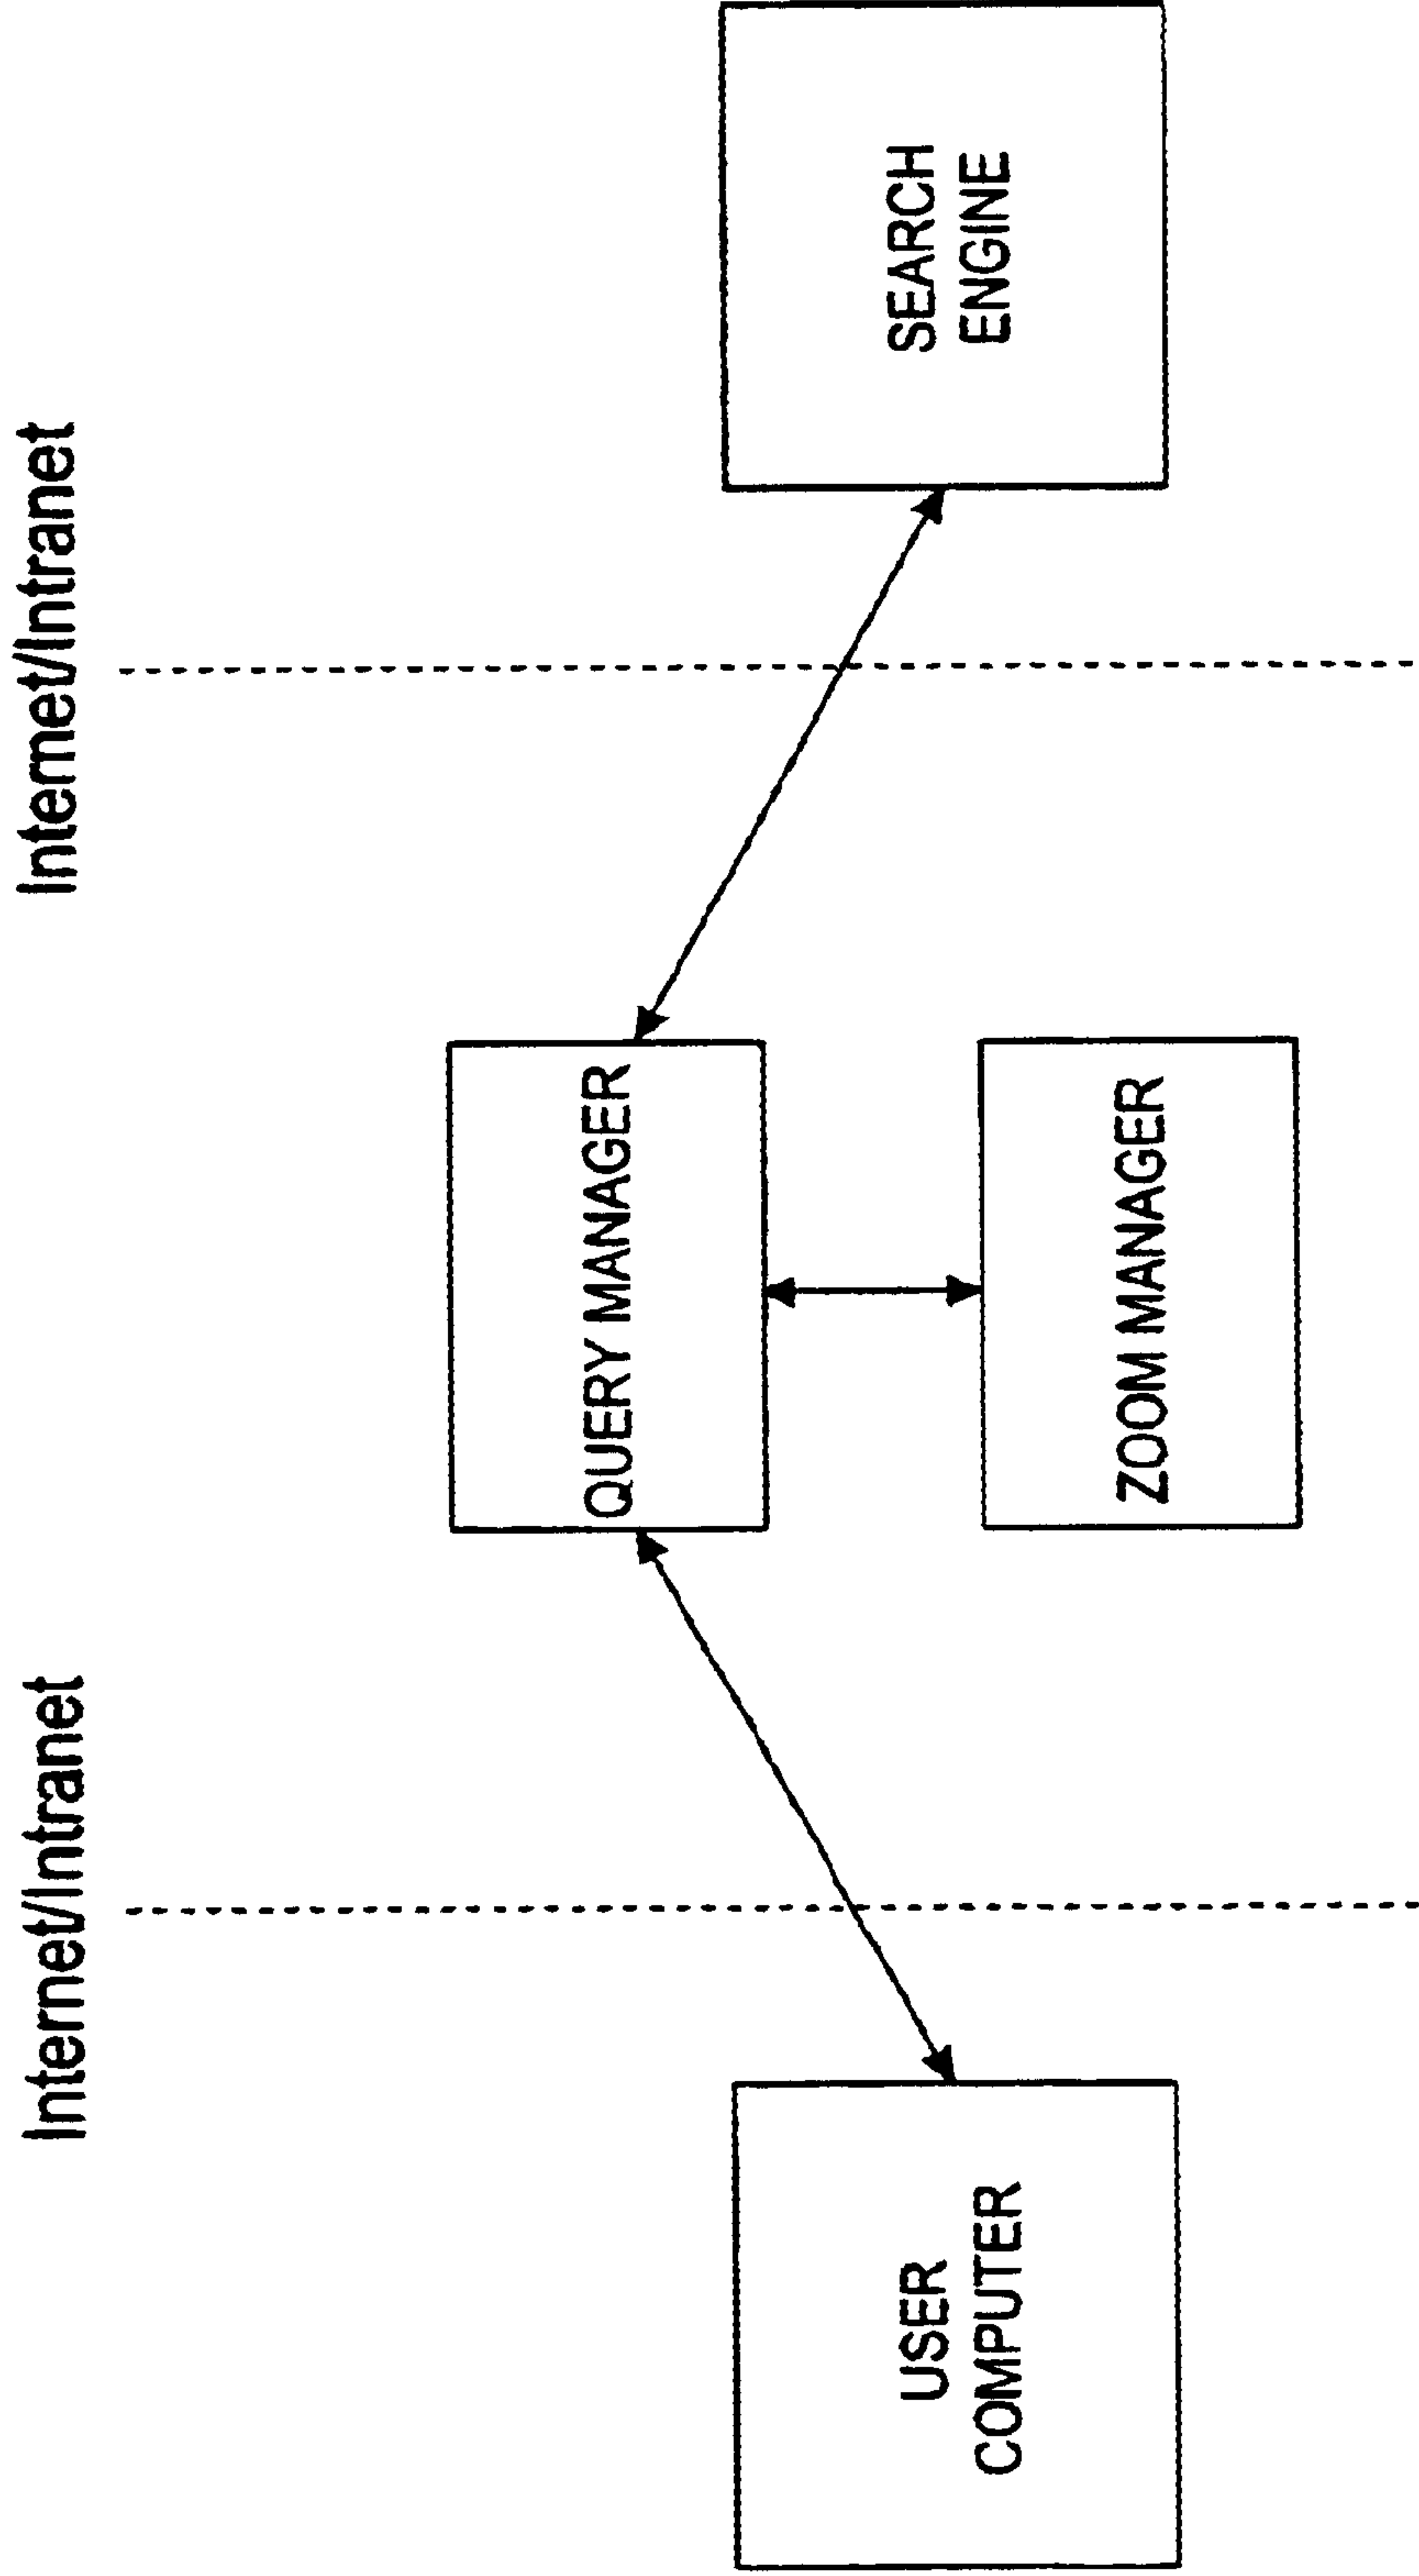 Internet/Intranet
Internet/Intranet
QUERY MANAGER
USER
COMPUTER
SEARCH
ENGINE
ZOOM MANAGER